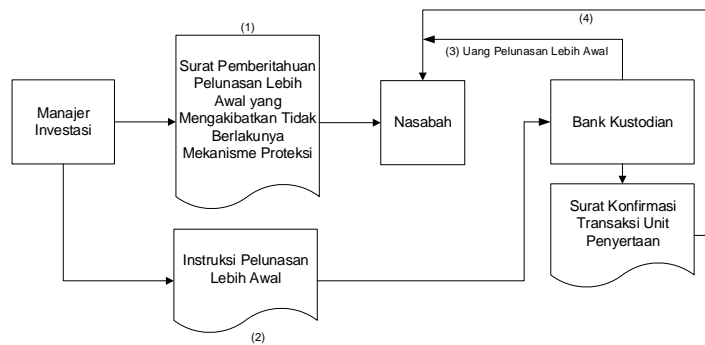 (1)
(4)
Surat Pemberitahuan
Pelunasan Lebih
Awal yang
Mengakibatkan Tidak
Berlakunya
Mekanisme Proteksi
(3) Uang Pelunasan Lebih Awal
Manajer
Investasi
Nasabah
Bank Kustodian
Surat Konfirmasi
Transaksi Unit
Penyertaan
Instruksi Pelunasan
Lebih Awal
(2)